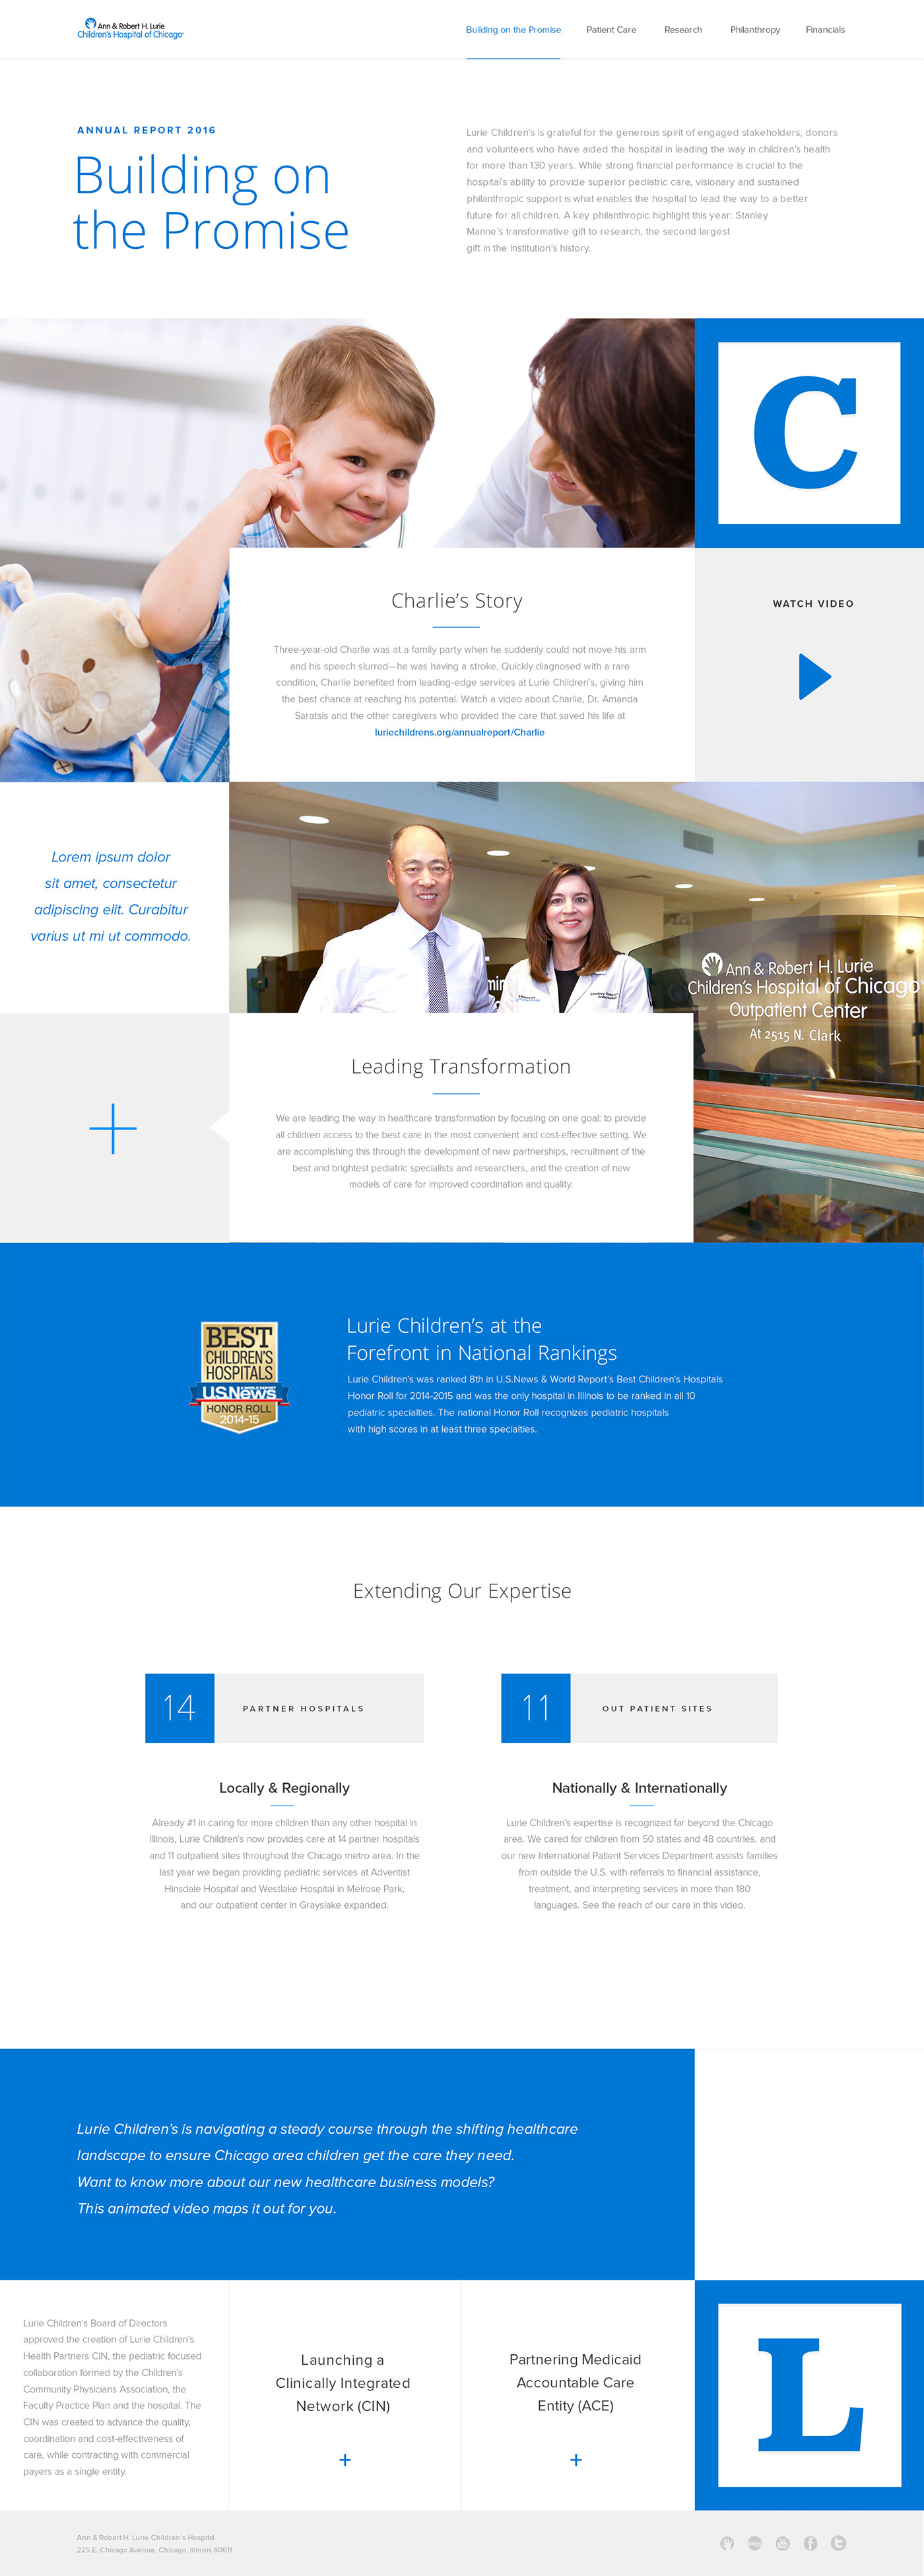 Ann & Robert H. Lurie
Children's Hospital of Chicago
Building on the Promise
Patient Care
Research
Philanthropy
Financials
ANNUAL REPORT 2016
Building on
the Promise
Lurie Children's is grateful for the generous spirit of engaged stakeholders, donors
and volunteers who have aided the hospital in leading the way in children's health
for more than 130 years. While strong financial performance is crucial to the
hospital's ability to provide superior pediatric care, visionary and sustained
philanthropic support is what enables the hospital to lead the way to a better
future for all children. A key philanthropic highlight this year: Stanley
Manne's transformative gift to research, the second largest
gift in the institution's history.
C
Charlie's Story
Three-year-old Charlie was at a family party when he suddenly could not move his arm
and his speech slurred—he was having a stroke. Quickly diagnosed with a rare
condition, Charlie benefited from leading-edge services at Lurie Children's, giving him
the best chance at reaching his potential. Watch a video about Charlie, Dr. Amanda
Saratsis and the other caregivers who provided the care that saved his life at
luriechildrens.org/annualreport/Charlie
WATCH VIDEO
Lorem ipsum dolor
sit amet, consectetur
adipiscing elit. Curabitur
varius ut mi ut commodo.
Ann & Robert H. Lurie
Children's Hospital of Chicago
Outpatient Center
At 2515 N. Clark
Leading Transformation
We are leading the way in healthcare transformation by focusing on one goal: to provide
all children access to the best care in the most convenient and cost-effective setting. We
are accomplishing this through the development of new partnerships, recruitment of the
best and brightest pediatric specialists and researchers, and the creation of new
models of care for improved coordination and quality.
BEST
CHILDREN'S
HOSPITALS
U.S.News
HONOR ROLL
2014-15
Lurie Children's at the
Forefront in National Rankings
Lurie Children's was ranked 8th in U.S.News & World Report's Best Children's Hospitals
Honor Roll for 2014-2015 and was the only hospital in Illinois to be ranked in all 10
pediatric specialties. The national Honor Roll recognizes pediatric hospitals
with high scores in at least three specialties.
Extending Our Expertise
14
PARTNER HOSPITALS
11
OUT PATIENT SITES
Locally & Regionally
Already #1 in caring for more children than any other hospital in
Illinois, Lurie Children's now provides care at 14 partner hospitals
and 11 outpatient sites throughout the Chicago metro area. In the
last year we began providing pediatric services at Adventist
Hinsdale Hospital and Westlake Hospital in Melrose Park,
and our outpatient center in Grayslake expanded.
Nationally & Internationally
Lurie Children's expertise is recognized far beyond the Chicago
area. We cared for children from 50 states and 48 countries, and
our new International Patient Services Department assists families
from outside the U.S. with referrals to financial assistance,
treatment, and interpreting services in more than 180
languages. See the reach of our care in this video.
Lurie Children's is navigating a steady course through the shifting healthcare
landscape to ensure Chicago area children get the care they need.
Want to know more about our new healthcare business models?
This animated video maps it out for you.
Lurie Children's Board of Directors
approved the creation of Lurie Children's
Health Partners CIN, the pediatric focused
collaboration formed by the Children's
Community Physicians Association, the
Faculty Practice Plan and the hospital. The
CIN was created to advance the quality,
coordination and cost-effectiveness of
care, while contracting with commercial
payers as a single entity.
Launching a
Clinically Integrated
Network (CIN)
+
Partnering Medicaid
Accountable Care
Entity (ACE)
+
L
Ann & Robert H. Lurie Children's Hospital
225 E. Chicago Avenue, Chicago, Illinois 60611